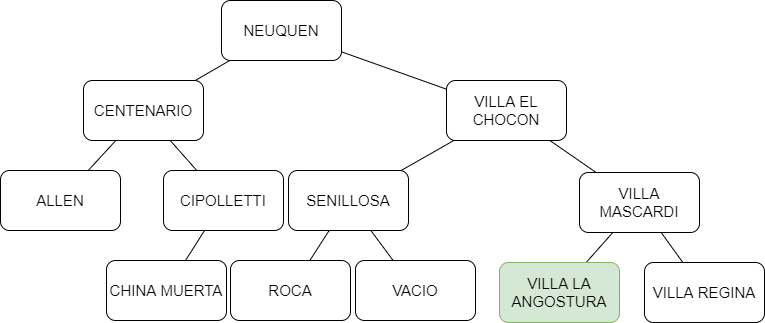 NEUQUEN
CENTENARIO
VILLA EL
CHOCON
ALLEN
CIPOLLETTI
SENILLOSA
VILLA
MASCARDI
CHINA MUERTA
ROCA
VACIO
VILLA LA
ANGOSTURA
VILLA REGINA